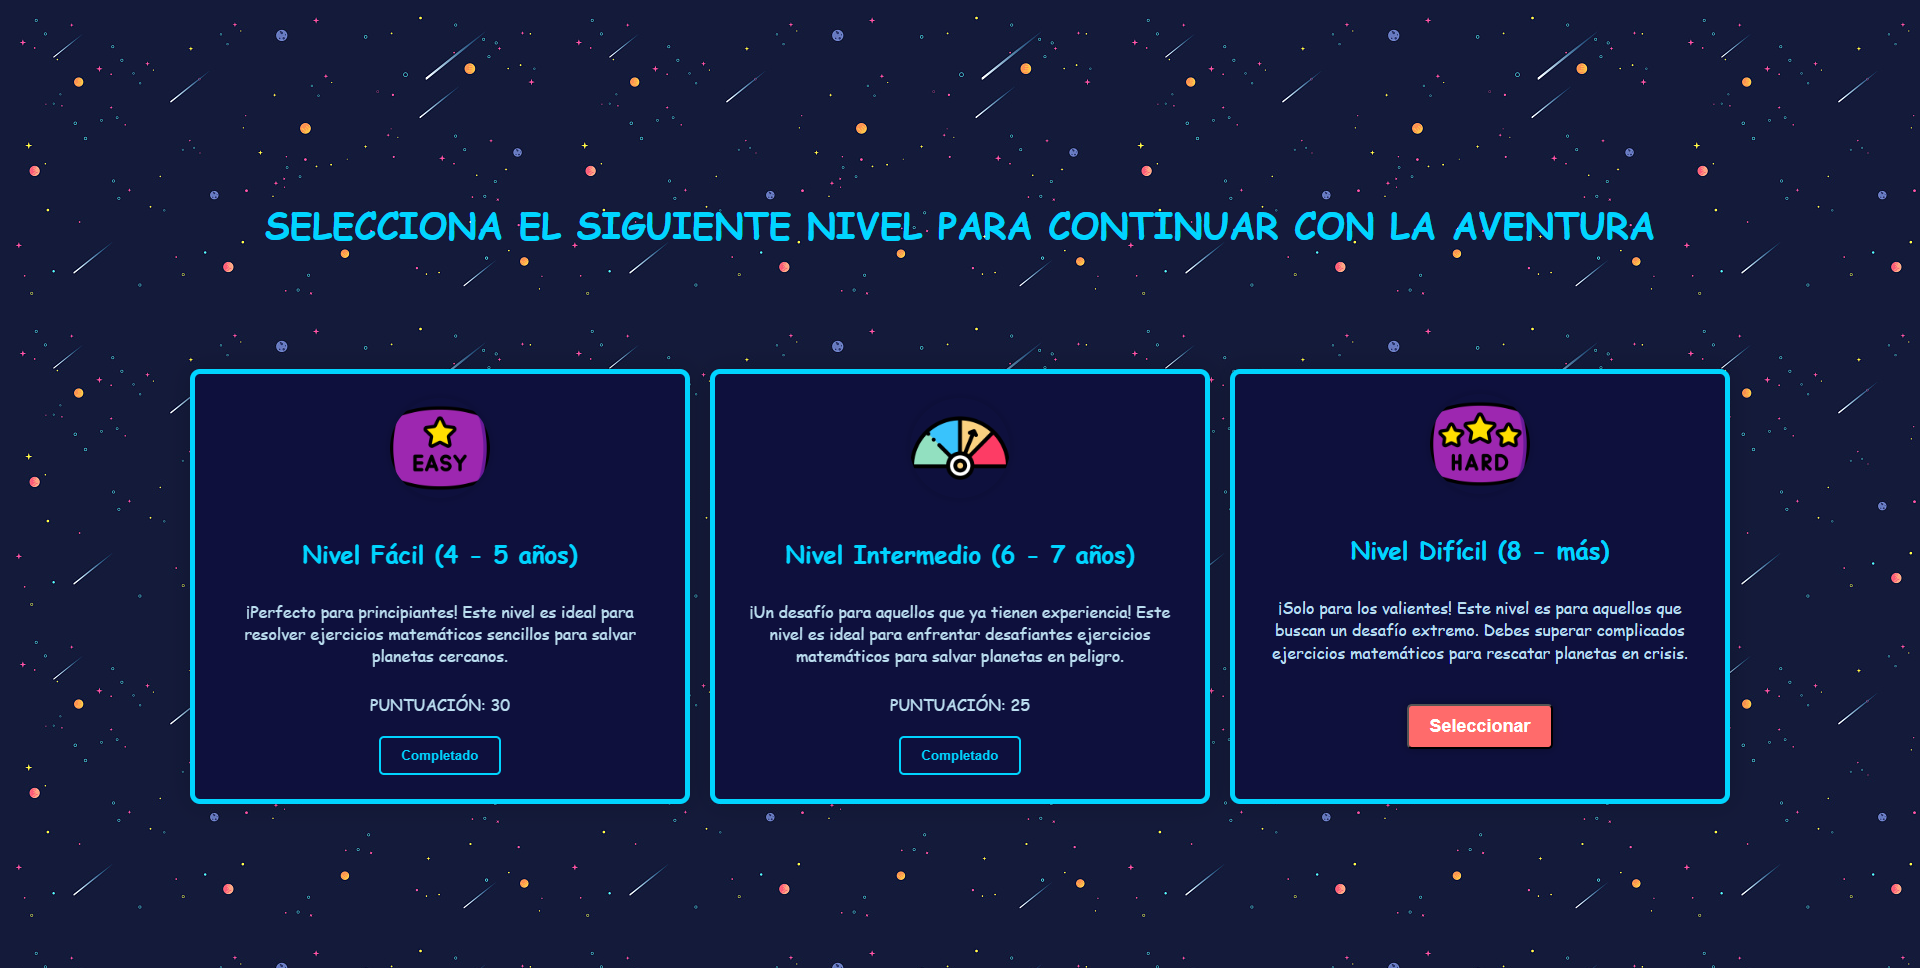 SELECCIONA EL SIGUIENTE NIVEL PARA CONTINUAR CON LA AVENTURA
EASY
Nivel Fácil (4 - 5 años)
¡Perfecto para principiantes! Este nivel es ideal para
resolver ejercicios matemáticos sencillos para salvar
planetas cercanos.
PUNTUACIÓN: 30
Completado
Nivel Intermedio (6 - 7 años)
¡Un desafío para aquellos que ya tienen experiencia! Este
nivel es ideal para enfrentar desafiantes ejercicios
matemáticos para salvar planetas en peligro.
PUNTUACIÓN: 25
Completado
HARD
Nivel Difícil (8 - más)
¡Solo para los valientes! Este nivel es para aquellos que
buscan un desafío extremo. Debes superar complicados
ejercicios matemáticos para rescatar planetas en crisis.
Seleccionar